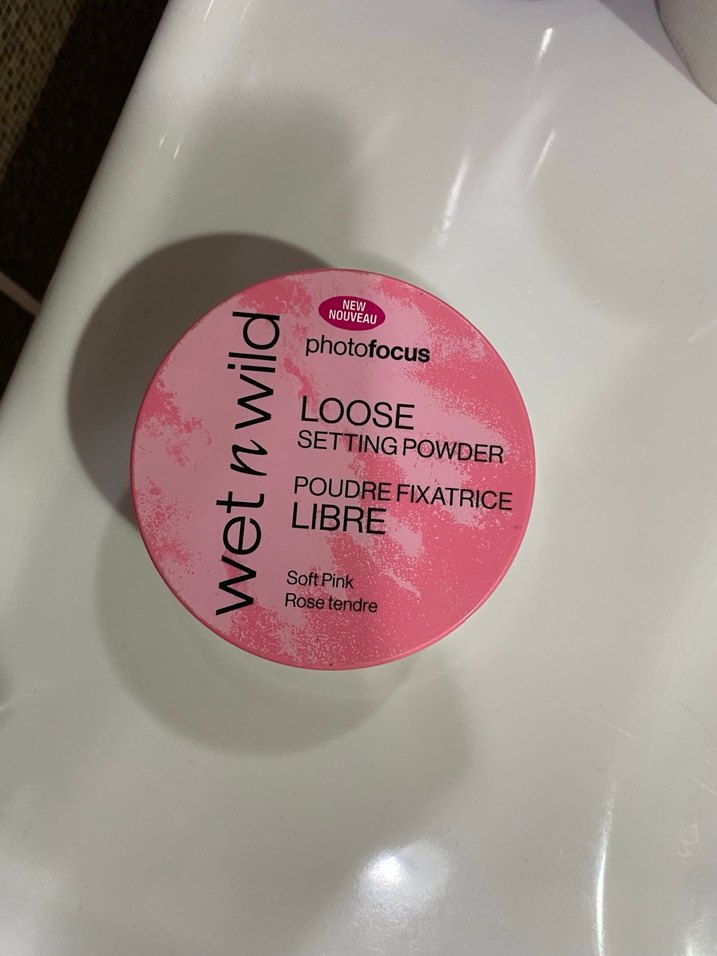 wet n wild
NEW
NOUVEAU
photofocus
LOOSE
SETTING POWDER
POUDRE FIXATRICE
LIBRE
Soft Pink
Rose tendre